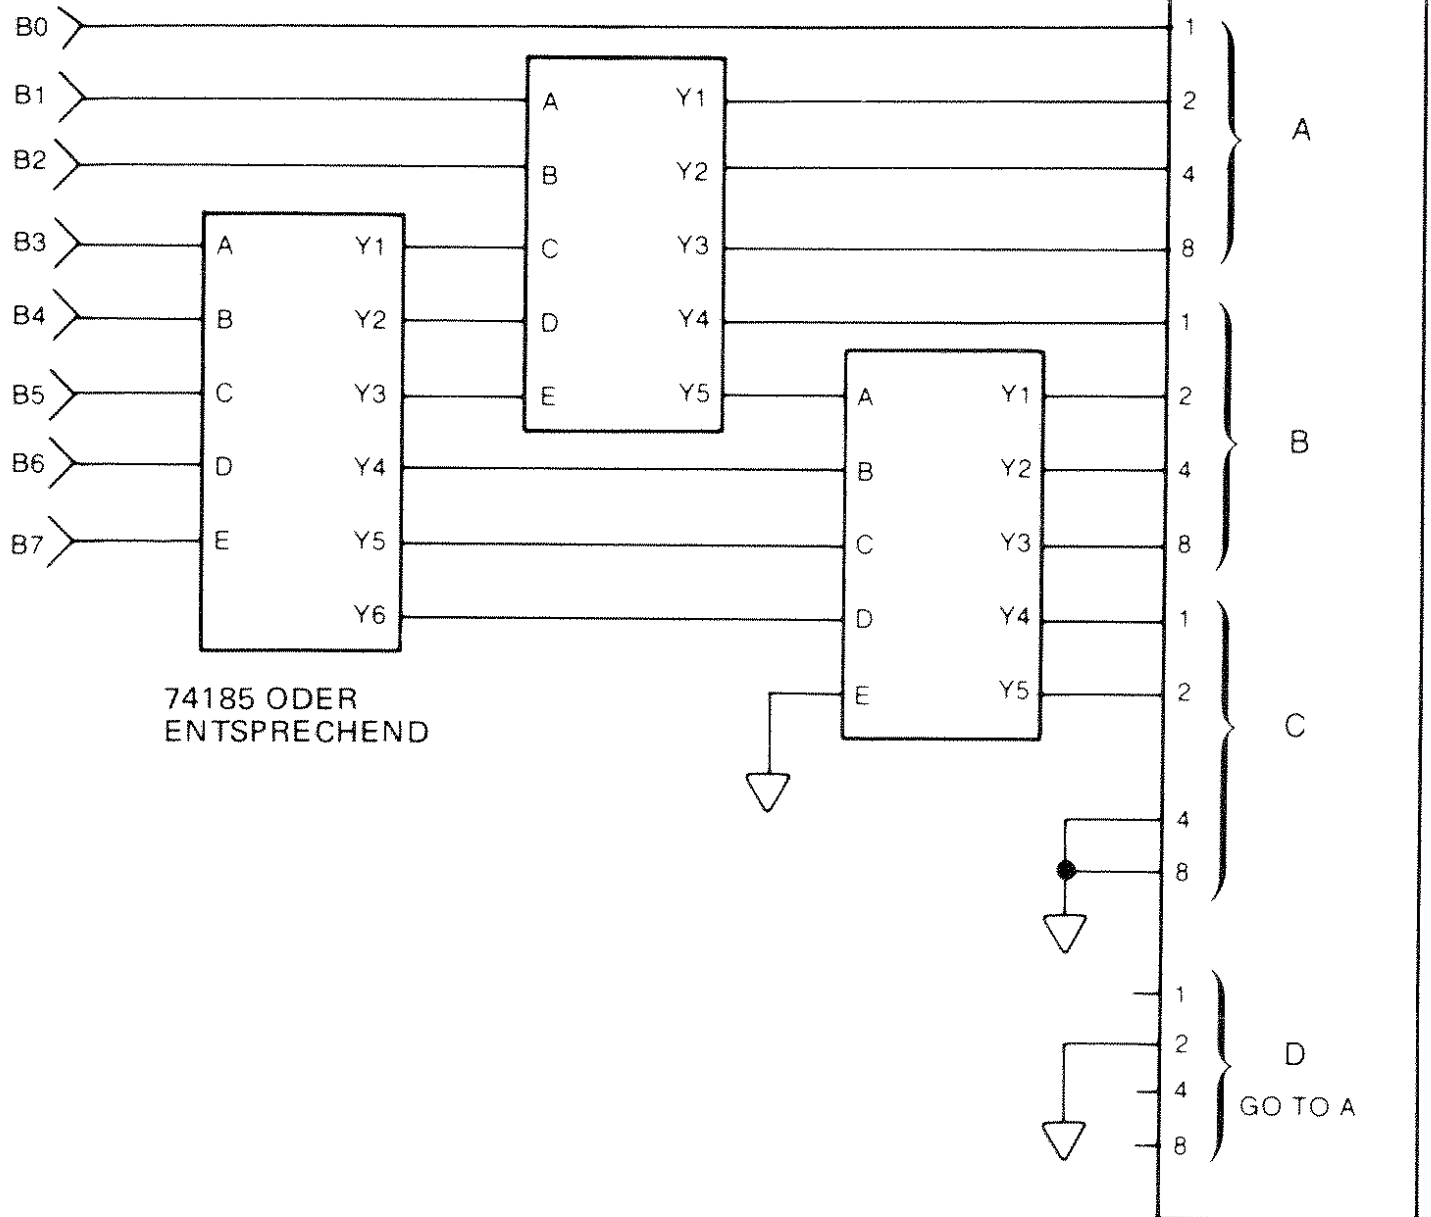 B0 1
B1 A Y1 2
B2 B Y2 4 A
B3 A Y1 C Y3 8
B4 B Y2 D Y4 1
B5 C Y3 E Y5 A Y1 2
B6 D Y4 B Y2 4 B
B7 E Y5 C Y3 8
Y6 D Y4 1
E Y5 2
74185 ODER
ENTSPRECHEND
C
4
8
1
2 D
4
GO TO A
8